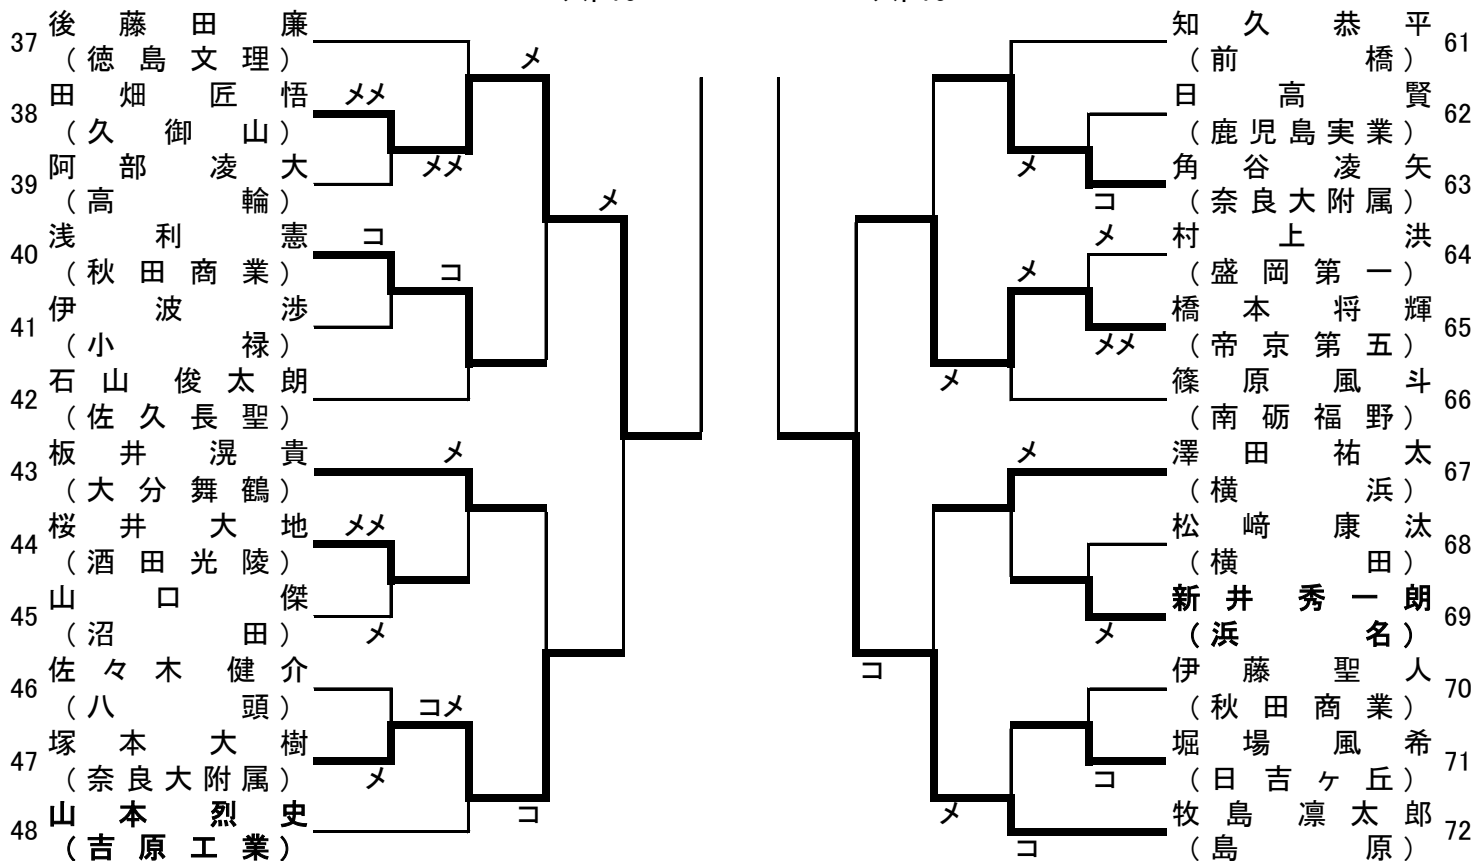 37 後藤田 廉
(徳島文理)
メ
38 田畑 匠悟
(久御山)
メメ
メメ
39 阿部 凌大
(高輪)
メ
40 浅利 憲
(秋田商業)
コ
コ
41 伊波 渉
(小禄)
42 石山 俊太朗
(佐久長聖)
43 板井 滉貴
(大分舞鶴)
メ
44 桜井 大地
(酒田光陵)
メメ
45 山口 傑
(沼田)
メ
46 佐々木 健介
(八頭)
コメ
47 塚本 大樹
(奈良大附属)
メ
48 山本 烈史
(吉原工業)
コ
知久 恭平 61
(前橋)
日高 賢 62
(鹿児島実業)
メ
角谷 凌矢 63
(奈良大附属)
コ
メ
村上 洪 64
(盛岡第一)
メ
橋本 将輝 65
(帝京第五)
メメ
メ
篠原 風斗 66
(南砺福野)
メ
澤田 祐太 67
(横浜)
松﨑 康汰 68
(横田)
新井 秀一朗 69
(浜名)
メ
コ
伊藤 聖人 70
(秋田商業)
堀場 風希 71
(日吉ヶ丘)
コ
メ
牧島 凛太郎 72
(島原)
コ